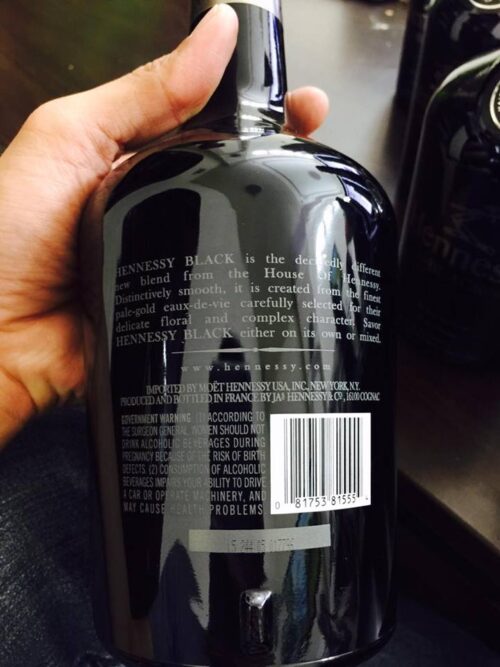 HENNESSY BLACK is the decidedly different
new blend from the House Of Hennessy.
Distinctively smooth, it is created from the finest
pale-gold eaux-de-vie carefully selected for their
delicate floral and complex character. Savor
HENNESSY BLACK either on its own or mixed.
www.hennessy.com
IMPORTED BY MOËT HENNESSY USA, INC., NEW YORK, N.Y.
PRODUCED AND BOTTLED IN FRANCE BY JAS HENNESSY & CO, 16100 COGNAC
GOVERNMENT WARNING: (1) ACCORDING TO
THE SURGEON GENERAL, WOMEN SHOULD NOT
DRINK ALCOHOLIC BEVERAGES DURING
PREGNANCY BECAUSE OF THE RISK OF BIRTH
DEFECTS. (2) CONSUMPTION OF ALCOHOLIC
BEVERAGES IMPAIRS YOUR ABILITY TO DRIVE
A CAR OR OPERATE MACHINERY, AND
MAY CAUSE HEALTH PROBLEMS
0 81753 81555 4